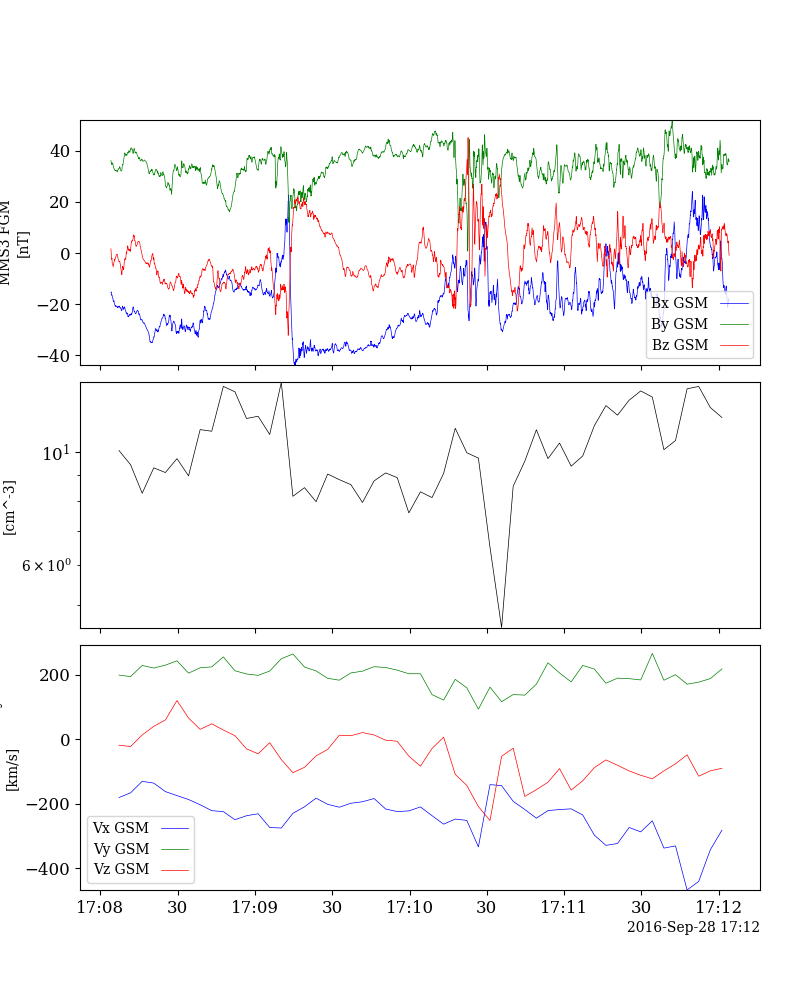 MMS3 FGM
[nT]
40
20
0
−20
−40
Bx GSM
By GSM
Bz GSM
[cm^-3]
10^1
6 × 10^0
[km/s]
200
0
−200
−400
Vx GSM
Vy GSM
Vz GSM
17:08 30 17:09 30 17:10 30 17:11 30 17:12
2016-Sep-28 17:12